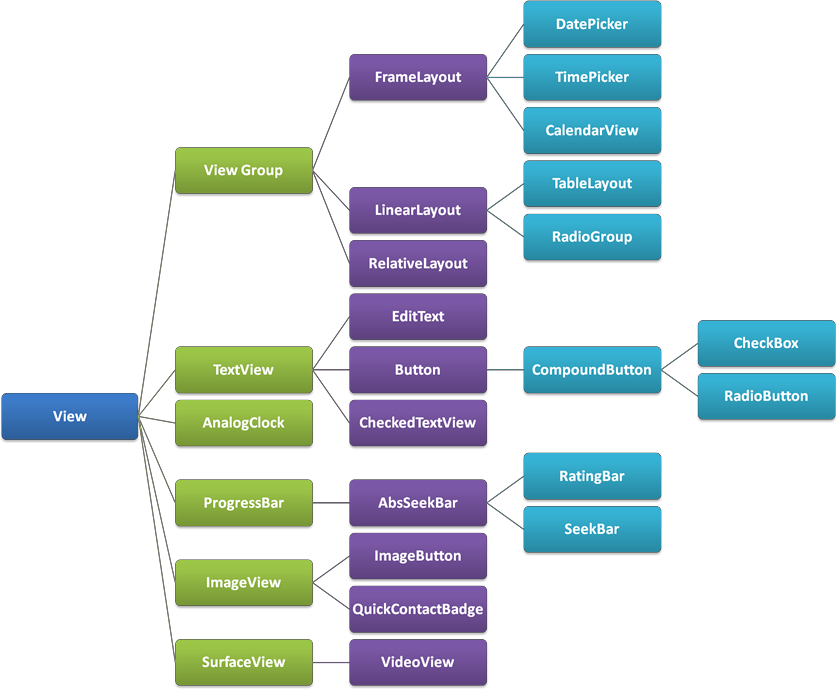 DatePicker
FrameLayout
TimePicker
CalendarView
View Group
TableLayout
LinearLayout
RadioGroup
RelativeLayout
EditText
CheckBox
TextView
Button
CompoundButton
RadioButton
View
AnalogClock
CheckedTextView
RatingBar
ProgressBar
AbsSeekBar
SeekBar
ImageButton
ImageView
QuickContactBadge
SurfaceView
VideoView